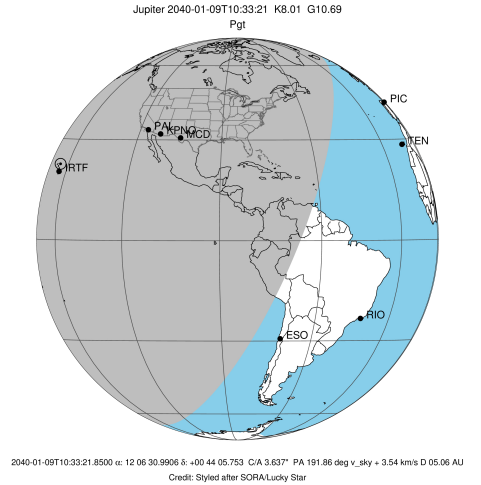 Jupiter 2040-01-09T10:33:21 K8.01 G10.69
Pgt
PIC
TEN
PAL
KPNO
MCD
IRTF
RIO
ESO
2040-01-09T10:33:21.8500 α: 12 06 30.9906 δ: +00 44 05.753 C/A 3.637" PA 191.86 deg v_sky + 3.54 km/s D 05.06 AU
Credit: Styled after SORA/Lucky Star